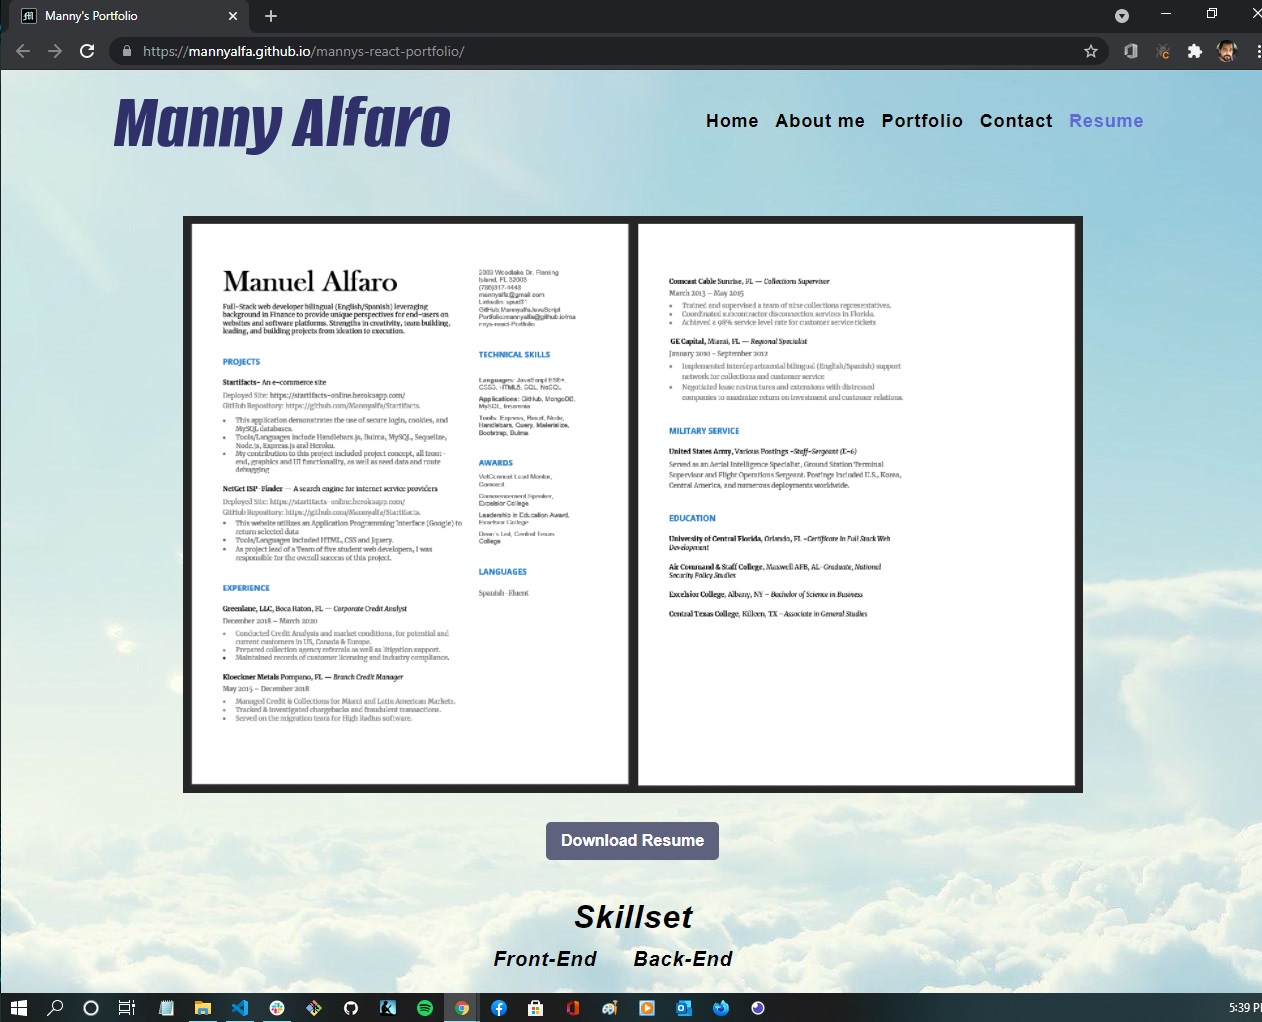 Manny's Portfolio
https://mannyalfa.github.io/mannys-react-portfolio/
Manny Alfaro
Home About me Portfolio Contact Resume
Manuel Alfaro
Full-Stack web developer bilingual (English/Spanish) leveraging
background in Finance to provide unique perspectives for end-users on
websites and software platforms. Strengths in creativity, team building,
leading, and building projects from ideation to execution.
PROJECTS
Startifacts- An e-commerce site
Deployed Site: https://startifacts-online.herokuapp.com/
GitHub Repository: https://github.com/Mannyalfa/Startifacts.
This application demonstrates the use of secure login, cookies, and
MySQL databases.
Tools/Languages include Handlebars.js, Bulma, MySQL, Sequelize,
Node.js, Express.js and Heroku.
My contribution to this project included project concept, all front-
end, graphics and UI functionality, as well as seed data and route
debugging
NetGet ISP-Finder — A search engine for internet service providers
Deployed Site: https://startifacts-online.herokuapp.com/
GitHub Repository: https://github.com/Mannyalfa/Startifacts.
This website utilizes an Application Programming Interface (Google) to
return selected data
Tools/Languages included HTML, CSS and Jquery.
As project lead of a Team of five student web developers, I was
responsible for the overall success of this project.
EXPERIENCE
Greenlane, LLC, Boca Raton, FL — Corporate Credit Analyst
December 2018 – March 2020
Conducted Credit Analysis and market conditions, for potential and
current customers in US, Canada & Europe.
Prepared collection agency referrals as well as litigation support.
Maintained records of customer licensing and industry compliance.
Kloeckner Metals Pompano, FL — Branch Credit Manager
May 2015 – December 2018
Managed Credit & Collections for Miami and Latin American Markets.
Tracked & investigated chargebacks and fraudulent transactions.
Served on the migration team for High Radius software.
2003 Woodlake Dr. Fleming
Island, FL 32003
(786)317-4448
mannyalfa@gmail.com
Linkedin:
GitHub:MannyalfaJavaScript
Portfolio:mannyalfa@github.io/ma
nnys-react-Portfolio
TECHNICAL SKILLS
Languages: JavaScript ES6+,
CSS3, HTML5, SQL, NoSQL
Applications: GitHub, MongoDB,
MySQL, Insomnia
Tools: Express, React, Node,
Handlebars, Query, Materialize,
Bootstrap, Bulma
AWARDS
VetConnect Lead Mentor,
Comcast
Commencement Speaker,
Excelsior College
Leadership in Education Award,
Excelsior College
Dean's List, Central Texas
College
LANGUAGES
Spanish-Fluent
Comcast Cable Sunrise, FL — Collections Supervisor
March 2013 – May 2015
Trained and supervised a team of nine collections representatives.
Coordinated subcontractor disconnection services in Florida.
Achieved a 98% service level rate for customer service tickets
GE Capital, Miami, FL — Regional Specialist
January 2010 - September 2012
Implemented Interdepartmental bilingual (English/Spanish) support
network for collections and customer service
Negotiated lease restructures and extensions with distressed
companies to maximize return on investment and customer relations.
MILITARY SERVICE
United States Army, Various Postings -Staff-Sergeant (E-6)
Served as an Aerial Intelligence Specialist, Ground Station Terminal
Supervisor and Flight Operations Sergeant. Postings included U.S., Korea,
Central America, and numerous deployments worldwide.
EDUCATION
University of Central Florida, Orlando, FL -Certificate In Full Stack Web
Development
Air Command & Staff College, Maxwell AFB, AL-Graduate, National
Security Policy Studies
Excelsior College, Albany, NY – Bachelor of Science in Business
Central Texas College, Killeen, TX – Associate in General Studies
Download Resume
Skillset
Front-End Back-End
5:39